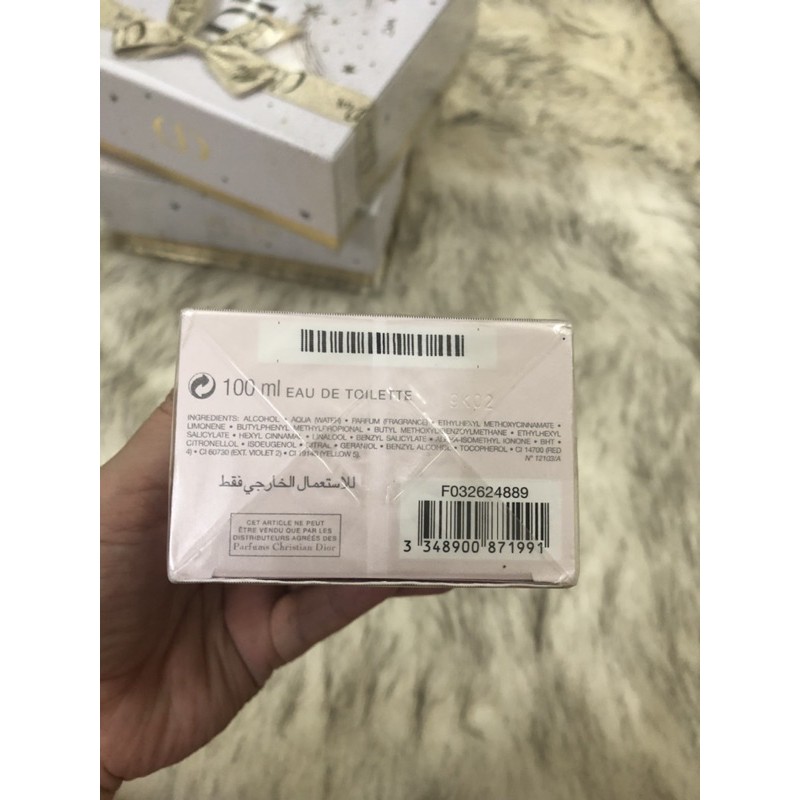 100 ml EAU DE TOILETTE
INGREDIENTS: ALCOHOL • AQUA (WATER) • PARFUM (FRAGRANCE) • ETHYLHEXYL METHOXYCINNAMATE •
LIMONENE • BUTYLPHENYL METHYLPROPIONAL • BUTYL METHOXYDIBENZOYLMETHANE • ETHYLHEXYL
SALICYLATE • HEXYL CINNAMAL • LINALOOL • BENZYL SALICYLATE • ALPHA-ISOMETHYL IONONE • BHT •
CITRONELLOL • ISOEUGENOL • CITRAL • GERANIOL • BENZYL ALCOHOL • TOCOPHEROL • CI 14700 (RED
4) • CI 60730 (EXT. VIOLET 2) • CI 19140 (YELLOW 5).
N° 12103/A
للاستعمال الخارجي فقط
CET ARTICLE NE PEUT
ÊTRE VENDU QUE PAR LES
DISTRIBUTEURS AGRÉÉS DES
Parfums Christian Dior
F032624889
3 348900 871991